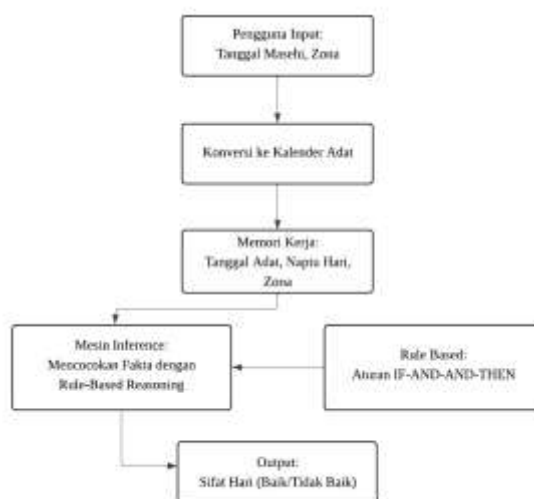 Pengguna Input:
Tanggal Masehi, Zona
Konversi ke Kalender Adat
Memori Kerja:
Tanggal Adat, Naptu Hari,
Zona
Mesin Inference:
Mencocokan Fakta dengan
Rule-Based Reasoning
Rule Based:
Aturan IF-AND-AND-THEN
Output:
Sifat Hari (Baik/Tidak Baik)